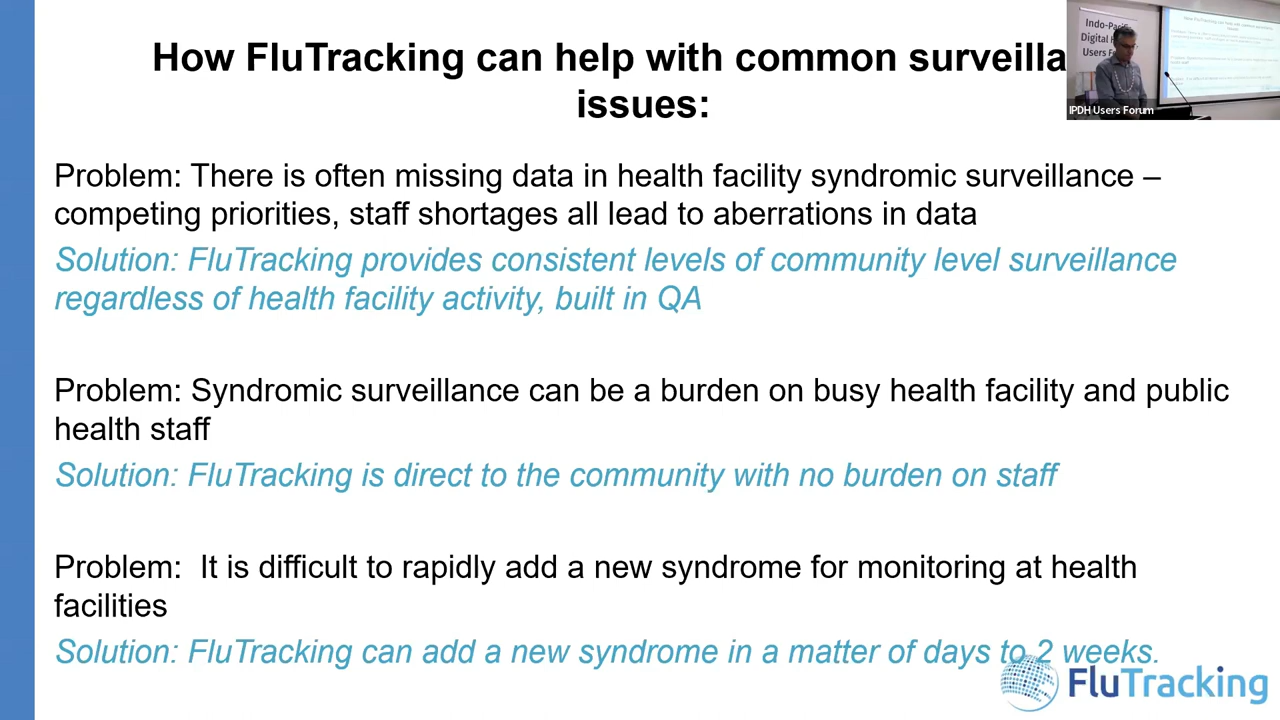 How FluTracking can help with common surveilla
issues:
Indo-Pacific
Digital H
Users F
IPDH Users Forum
Problem: There is often missing data in health facility syndromic surveillance –
competing priorities, staff shortages all lead to aberrations in data
Solution: FluTracking provides consistent levels of community level surveillance
regardless of health facility activity, built in QA
Problem: Syndromic surveillance can be a burden on busy health facility and public
health staff
Solution: FluTracking is direct to the community with no burden on staff
Problem:  It is difficult to rapidly add a new syndrome for monitoring at health
facilities
Solution: FluTracking can add a new syndrome in a matter of days to 2 weeks.
FluTracking